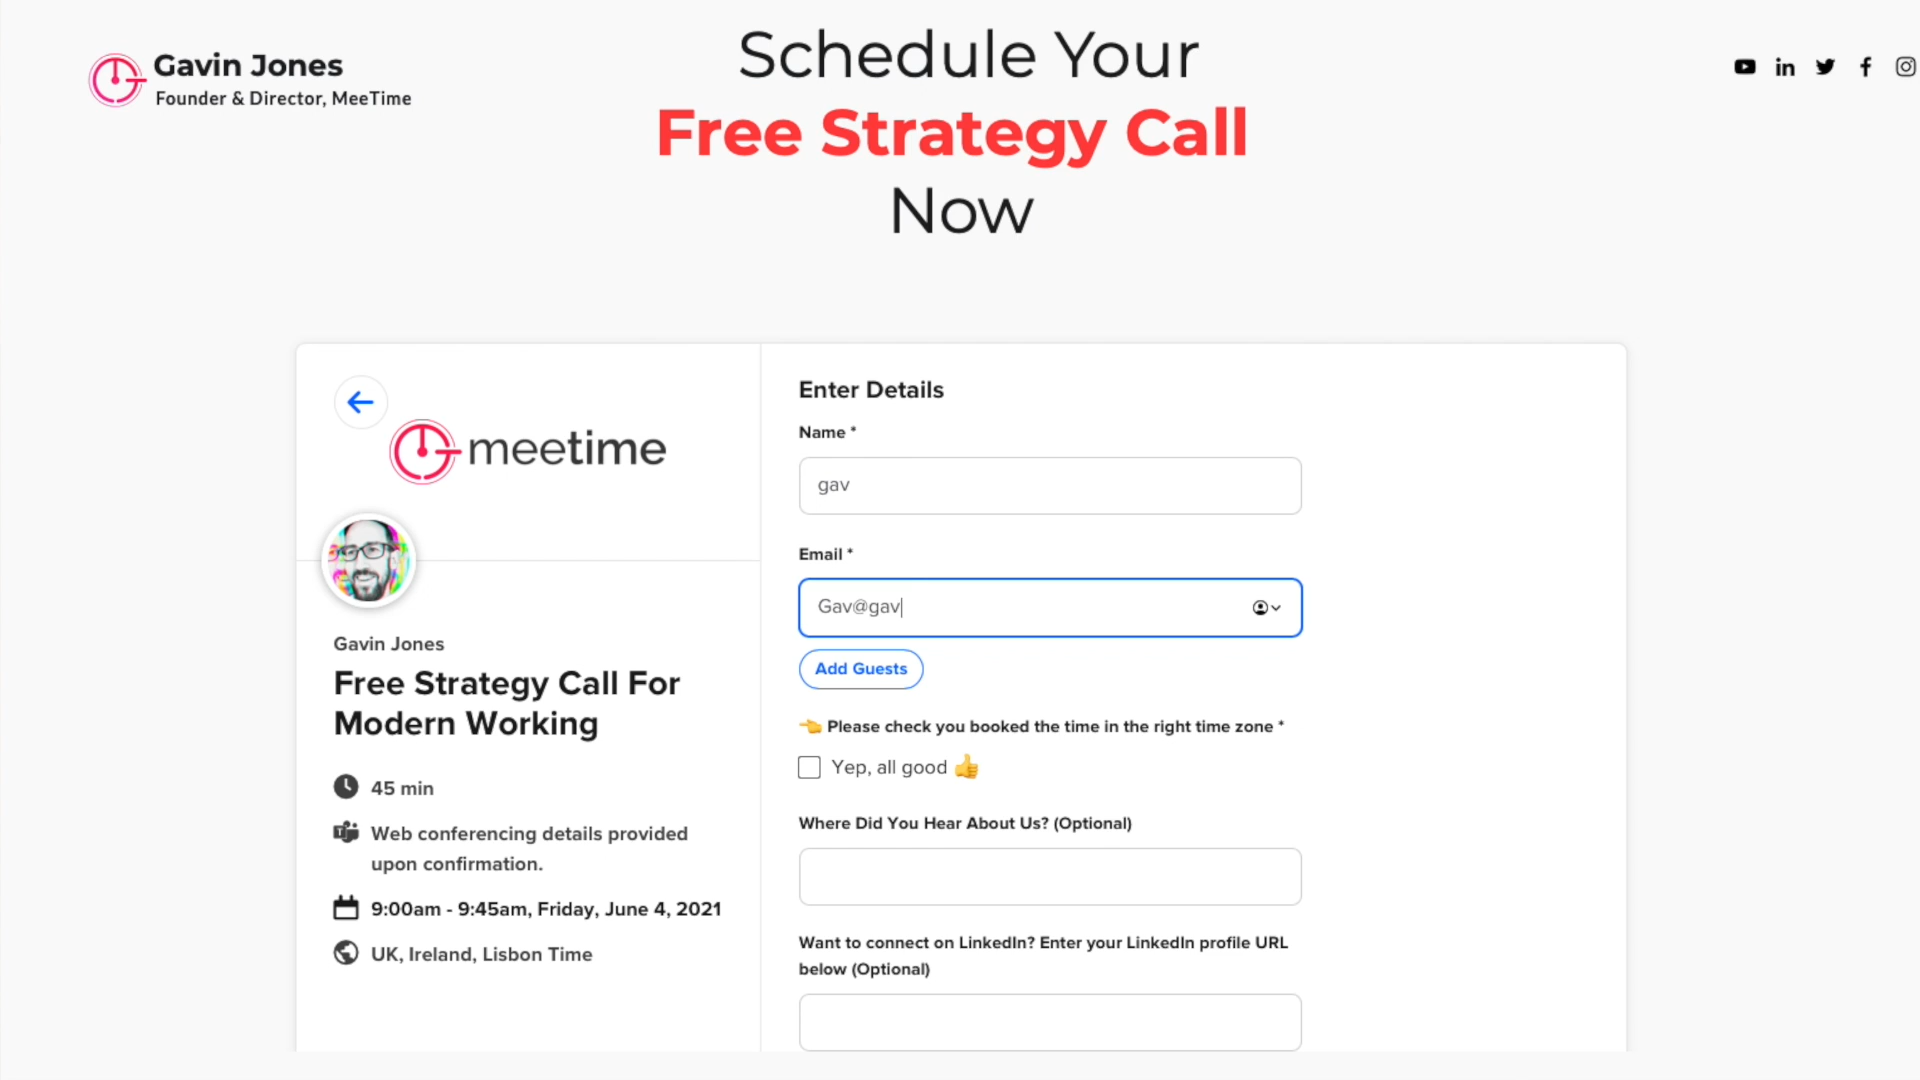 Gavin Jones
Founder & Director, MeeTime
Schedule Your
Free Strategy Call
Now
meetime
Gavin Jones
Free Strategy Call For
Modern Working
45 min
Web conferencing details provided
upon confirmation.
9:00am - 9:45am, Friday, June 4, 2021
UK, Ireland, Lisbon Time
Enter Details
Name *
gav
Email *
Gav@gav
Add Guests
👈 Please check you booked the time in the right time zone *
Yep, all good 👍
Where Did You Hear About Us? (Optional)
Want to connect on LinkedIn? Enter your LinkedIn profile URL
below (Optional)